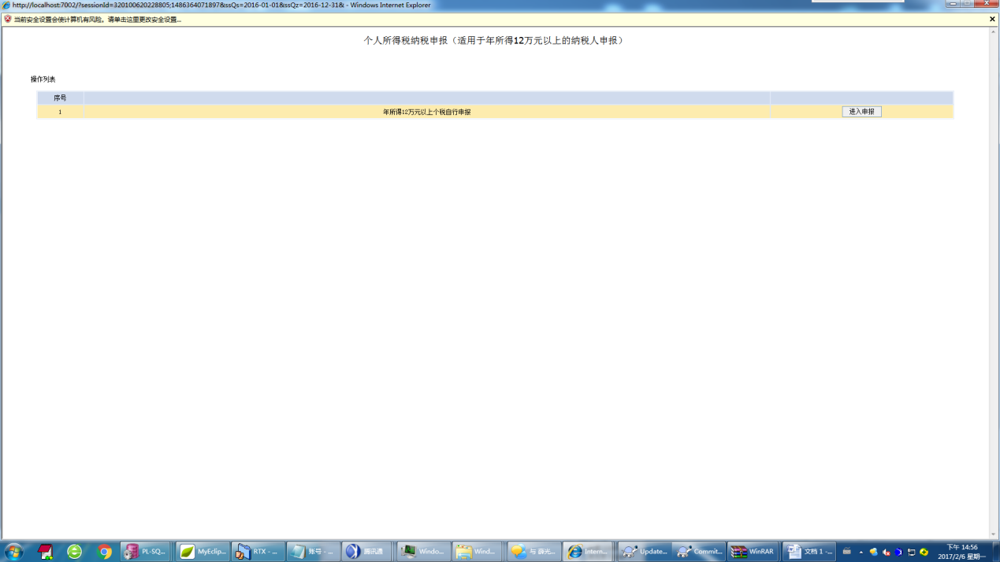 http://localhost:7002/?sessionId=320100620228805;1486364071897&ssQs=2016-01-01&ssQz=2016-12-31& - Windows Internet Explorer
当前安全设置会使计算机有风险。请单击这里更改安全设置...
个人所得税纳税申报（适用于年所得12万元以上的纳税人申报）
操作列表
序号
1 年所得12万元以上个税自行申报 进入申报
PL-SQ... MyEclip... RTX - ... 账号 - ... 腾讯通 Windo... Wind... 与 薛光... Intern... Update... Commit... WinRAR 文档 1 -...
下午 14:56
2017/2/6 星期一